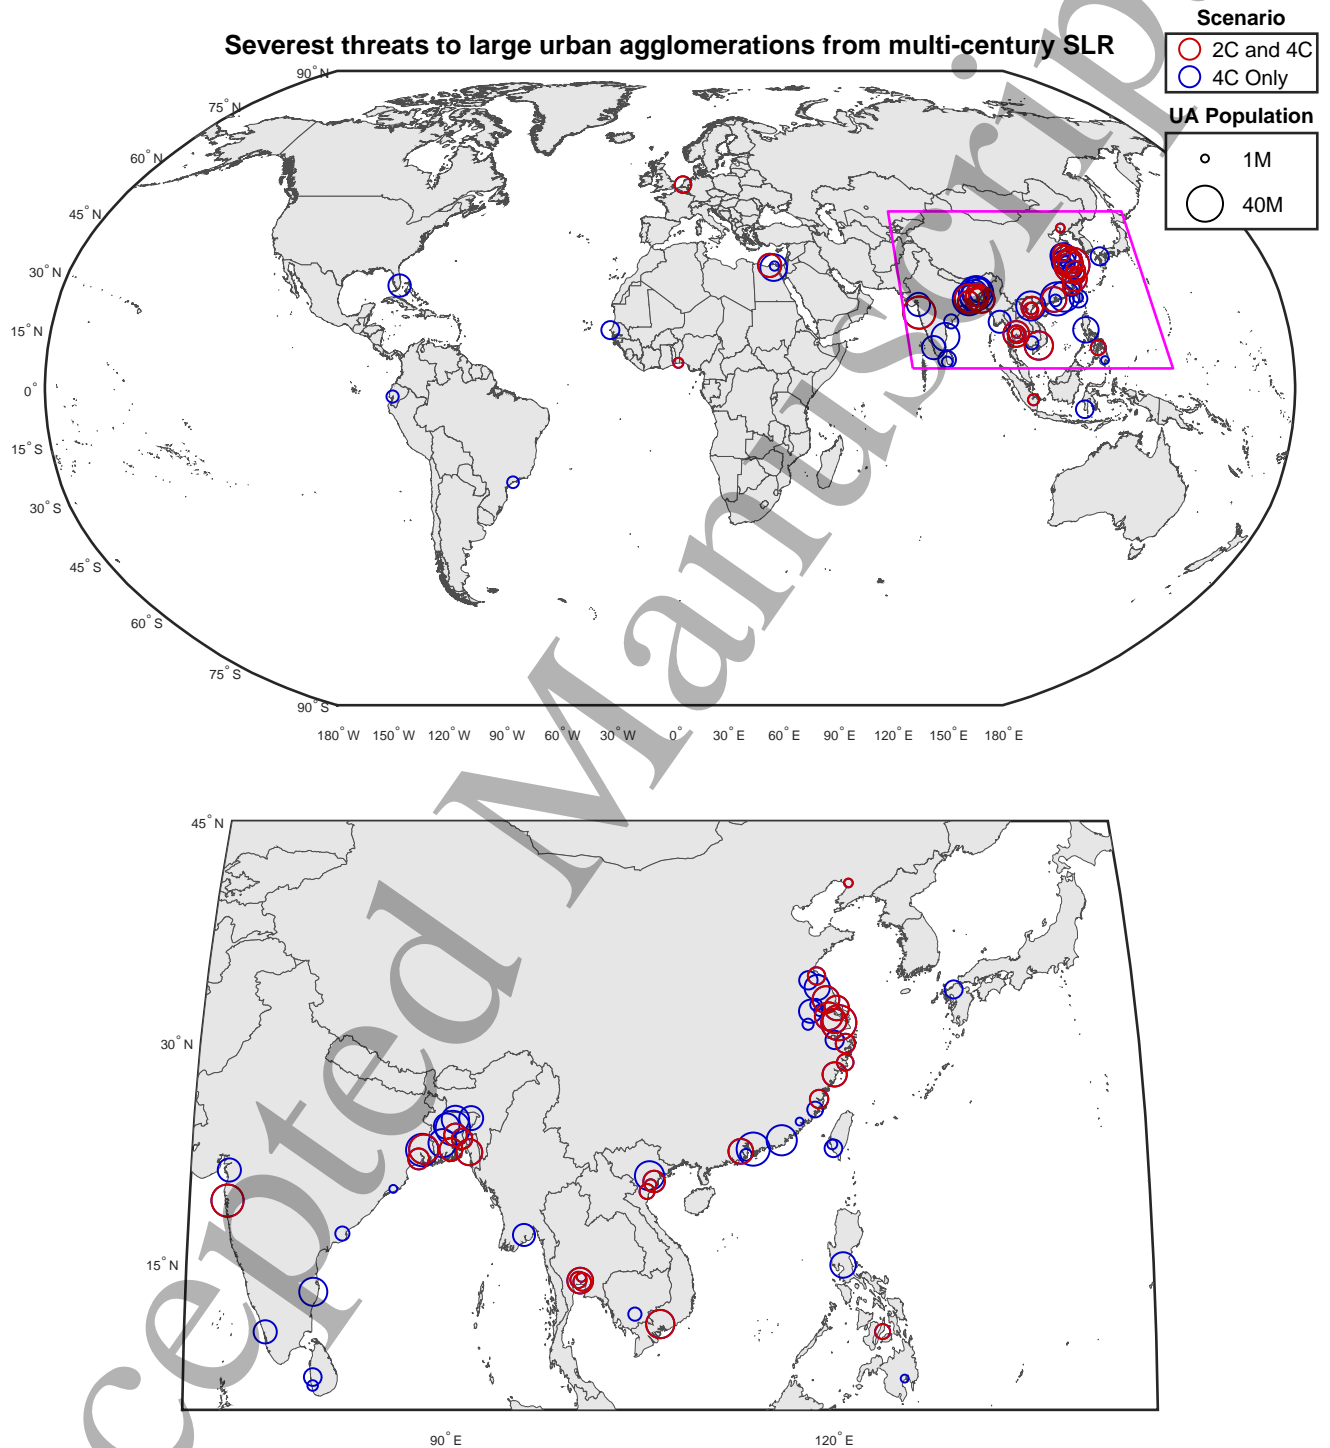 Scenario
Severest threats to large urban agglomerations from multi-century SLR
2C and 4C
4C Only
UA Population
1M
40M
90° N
75° N
60° N
45° N
30° N
15° N
0°
15° S
30° S
45° S
60° S
75° S
90° S
180° W 150° W 120° W 90° W 60° W 30° W 0° 30° E 60° E 90° E 120° E 150° E 180° E
45° N
30° N
15° N
90° E 120° E
cepted Manuscrip